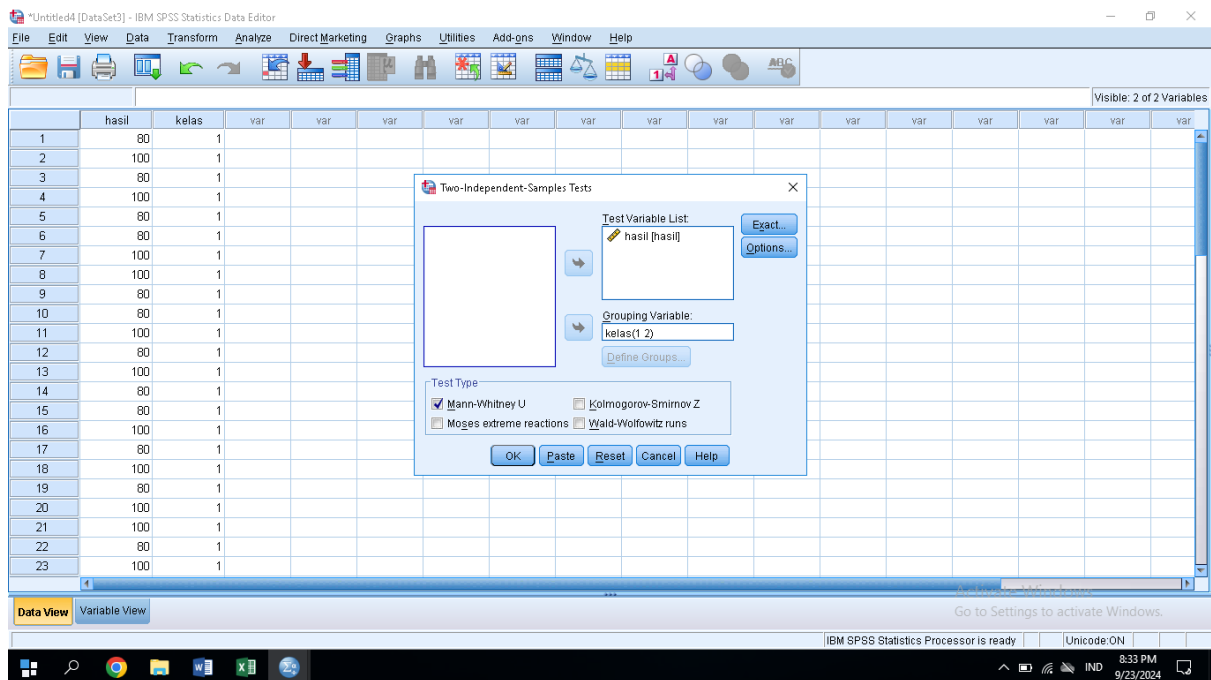 *Untitled4 [DataSet3] - IBM SPSS Statistics Data Editor
File Edit View Data Transform Analyze Direct Marketing Graphs Utilities Add-ons Window Help
Visible: 2 of 2 Variables
hasil kelas var var var var var var var var var var var var var var var
1 80 1
2 100 1
3 80 1
4 100 1
5 80 1
6 80 1
7 100 1
8 100 1
9 80 1
10 80 1
11 100 1
12 80 1
13 100 1
14 80 1
15 80 1
16 100 1
17 80 1
18 100 1
19 80 1
20 100 1
21 100 1
22 80 1
23 100 1
Two-Independent-Samples Tests
Test Variable List:
hasil [hasil]
Exact...
Options...
Grouping Variable:
kelas(1 2)
Define Groups...
Test Type
Mann-Whitney U Kolmogorov-Smirnov Z
Moses extreme reactions Wald-Wolfowitz runs
OK Paste Reset Cancel Help
Activate Windows
Go to Settings to activate Windows.
Data View Variable View
IBM SPSS Statistics Processor is ready Unicode:ON
IND
8:33 PM
9/23/2024